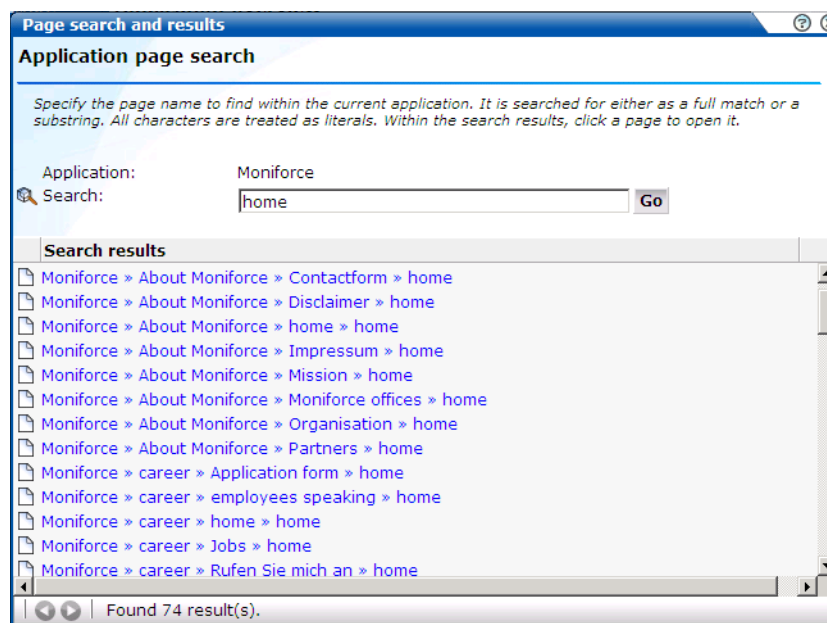 Page search and results
Application page search
Specify the page name to find within the current application. It is searched for either as a full match or a
substring. All characters are treated as literals. Within the search results, click a page to open it.
Application: Moniforce
Search: home Go
Search results
Moniforce » About Moniforce » Contactform » home
Moniforce » About Moniforce » Disclaimer » home
Moniforce » About Moniforce » home » home
Moniforce » About Moniforce » Impressum » home
Moniforce » About Moniforce » Mission » home
Moniforce » About Moniforce » Moniforce offices » home
Moniforce » About Moniforce » Organisation » home
Moniforce » About Moniforce » Partners » home
Moniforce » career » Application form » home
Moniforce » career » employees speaking » home
Moniforce » career » home » home
Moniforce » career » Jobs » home
Moniforce » career » Rufen Sie mich an » home
Found 74 result(s).